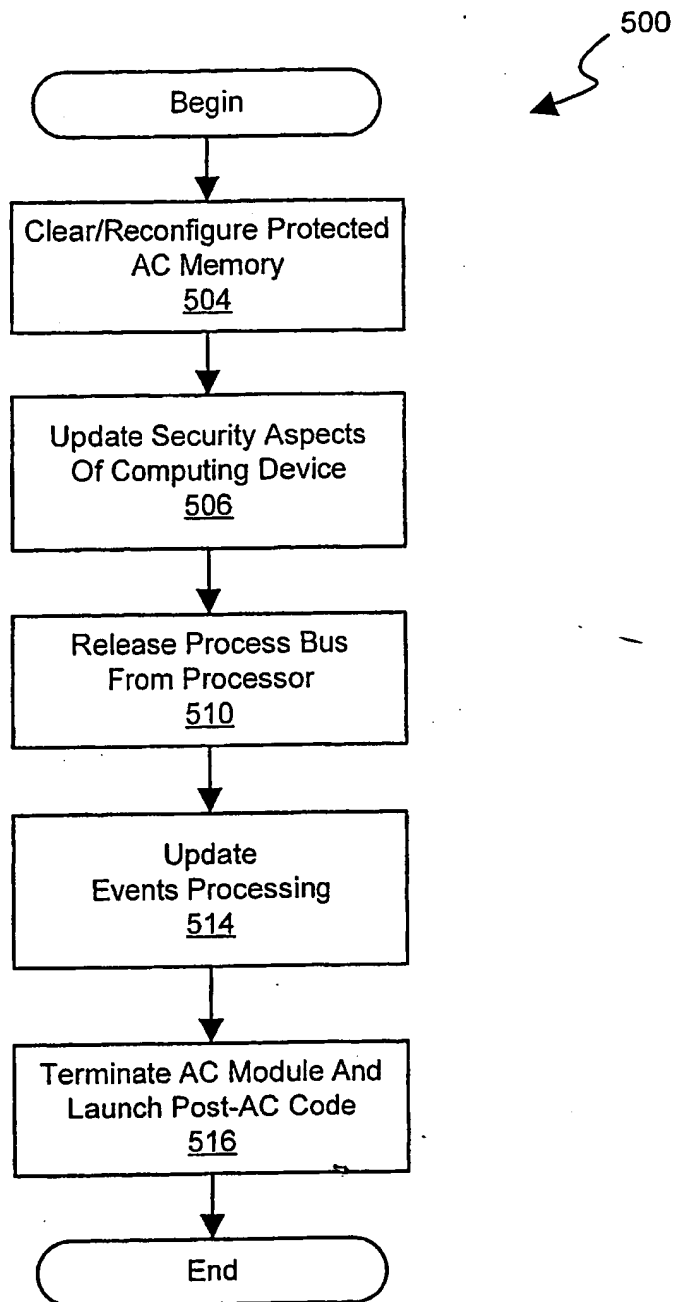 500
Begin
Clear/Reconfigure Protected
AC Memory
504
Update Security Aspects
Of Computing Device
506
Release Process Bus
From Processor
510
Update
Events Processing
514
Terminate AC Module And
Launch Post-AC Code
516
End